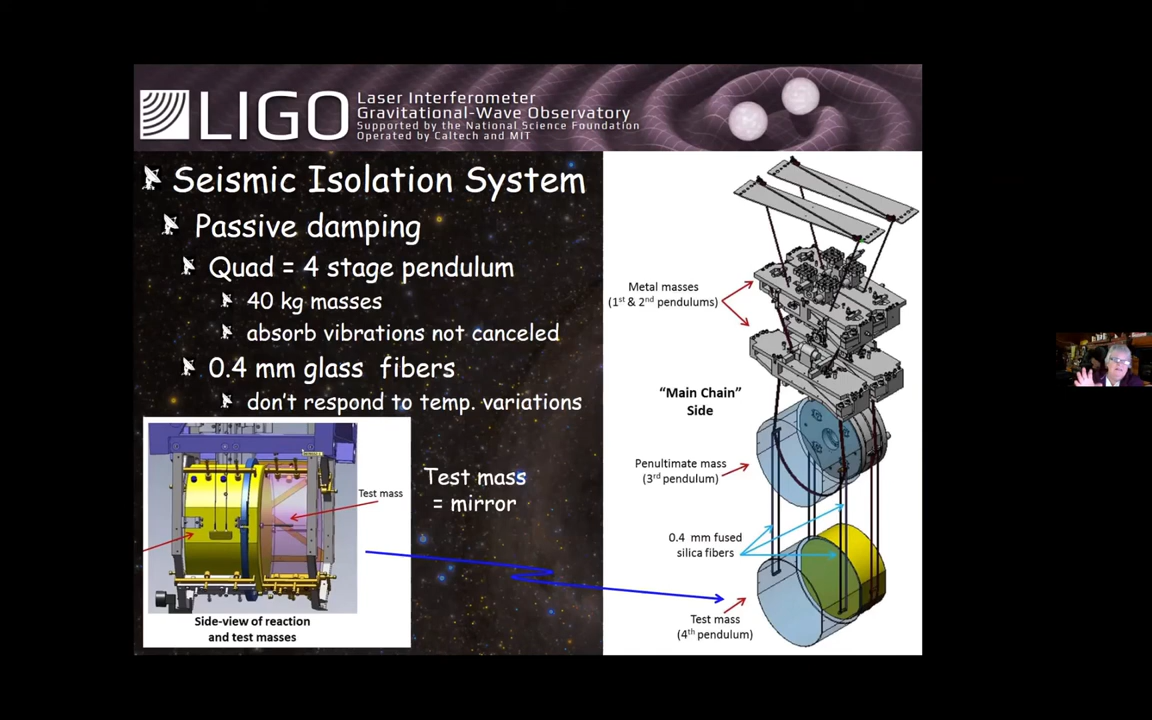 LIGO
Laser Interferometer
Gravitational-Wave Observatory
Supported by the National Science Foundation
Operated by Caltech and MIT
Seismic Isolation System
Passive damping
Quad = 4 stage pendulum
40 kg masses
absorb vibrations not canceled
0.4 mm glass fibers
don't respond to temp. variations
Test mass
Side-view of reaction
and test masses
Test mass
= mirror
Metal masses
(1st & 2nd pendulums)
“Main Chain”
Side
Penultimate mass
(3rd pendulum)
0.4 mm fused
silica fibers
Test mass
(4th pendulum)